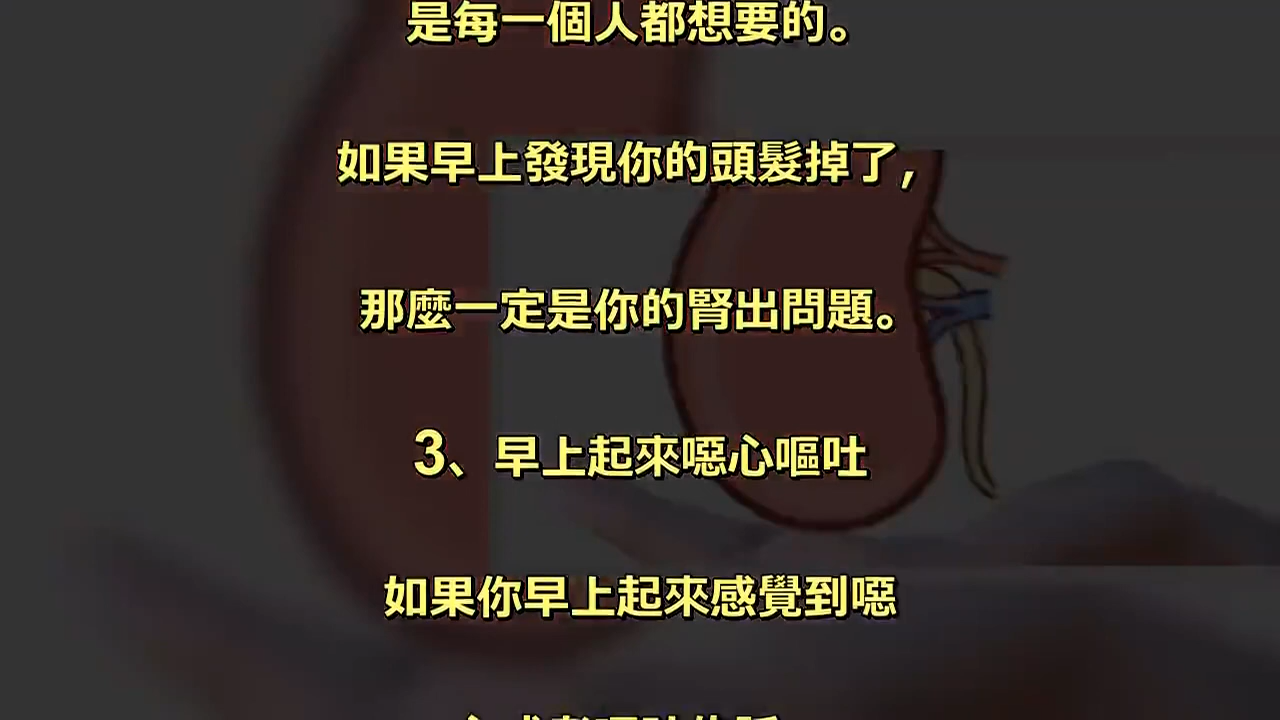 是每一個人都想要的。
如果早上發現你的頭髮掉了，
那麼一定是你的腎出問題。
3、早上起來噁心嘔吐
如果你早上起來感覺到噁